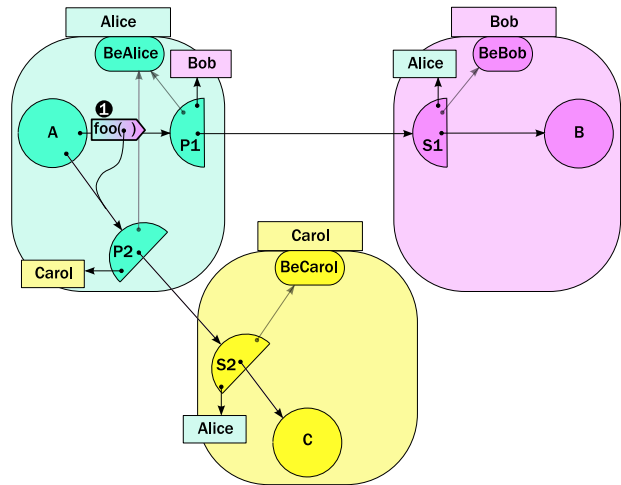 Alice
BeAlice
Bob
1
A
foo( )
P1
P2
Carol
Bob
BeBob
Alice
S1
B
Carol
BeCarol
S2
Alice
C